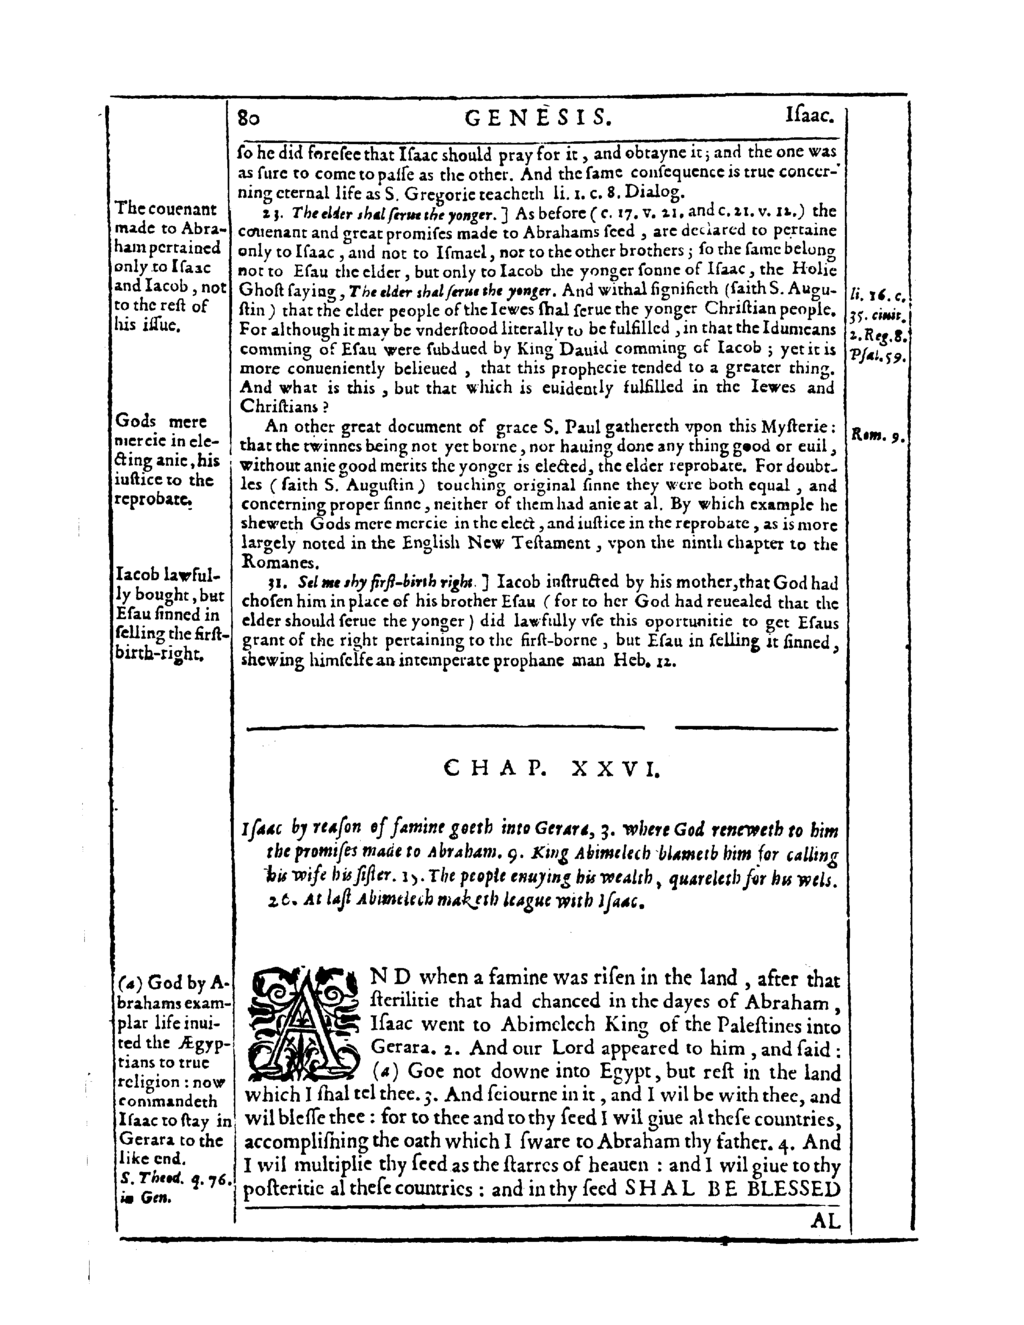 80 GENESIS. Iſaac.
ſo he did foreſee that Iſaac should pray for it, and obtayne it; and the one was
as ſure to come to paſſe as the other. And the ſame conſequence is true concer-
ning eternal life as S. Gregorie teacheth li. 1. c. 8. Dialog.
23. The elder shal ſerue the yonger. ] As before ( c. 17. v. 21. and c. 21. v. 12.) the
couenant and great promiſes made to Abrahams ſeed, are declared to pertaine
only to Iſaac, and not to Iſmael, nor to the other brothers; ſo the ſame belong
not to Eſau the elder, but only to Iacob the yonger ſonne of Iſaac, the Holie
Ghoſt ſaying, The elder shal ſerue the yonger. And withal ſignifieth (ſaith S. Augu-
ſtin ) that the elder people of the Iewes ſhal ſerue the yonger Chriſtian people.
For although it may be vnderſtood literally to be fulfilled, in that the Idumeans
comming of Eſau were ſubdued by King Dauid comming of Iacob; yet it is
more conueniently belieued, that this prophecie tended to a greater thing.
And what is this, but that which is euidently fulfilled in the Iewes and
Chriſtians?
An other great document of grace S. Paul gathereth vpon this Myſterie:
that the twinnes being not yet borne, nor hauing done any thing good or euil,
without anie good merits the yonger is elected, the elder reprobate. For doubt-
les ( ſaith S. Auguſtin ) touching original ſinne they were both equal, and
concerning proper ſinne, neither of them had anie at al. By which example he
sheweth Gods mere mercie in the elect, and iuſtice in the reprobate, as is more
largely noted in the English New Teſtament, vpon the ninth chapter to the
Romanes.
31. Sel me thy firſt-birth right. ] Iacob inſtructed by his mother, that God had
choſen him in place of his brother Eſau ( for to her God had reuealed that the
elder should ſerue the yonger ) did lawfully vſe this oportunitie to get Eſaus
grant of the right pertaining to the firſt-borne, but Eſau in ſelling it ſinned,
shewing himſelfe an intemperate prophane man Heb. 12.
The couenant
made to Abra-
ham pertained
only to Iſaac
and Iacob, not
to the reſt of
his iſſue.
Gods mere
mercie in ele-
cting anie, his
iuſtice to the
reprobate.
Iacob lawful-
ly bought, but
Eſau ſinned in
ſelling the firſt-
birth-right.
li. 16. c.
35. ciuit.
2. Reg. 8.
Pſal. 59.
Rom. 9.
CHAP. XXVI.
Iſaac by reaſon of famine goeth into Gerara, 3. where God reneweth to him
the promiſes made to Abraham. 9. King Abimelech blameth him for calling
his wife his ſiſter. 15. The people enuying his wealth, quareleth for his wels.
26. At laſt Abimelech maketh league with Iſaac.
AND when a famine was riſen in the land, after that
ſterilitie that had chanced in the dayes of Abraham,
Iſaac went to Abimelech King of the Paleſtines into
Gerara. 2. And our Lord appeared to him, and ſaid:
(a) Goe not downe into Egypt, but reſt in the land
which I ſhal tel thee. 3. And ſeiourne in it, and I wil be with thee, and
wil bleſſe thee: for to thee and to thy ſeed I wil giue al theſe countries,
accompliſhing the oath which I ſware to Abraham thy father. 4. And
I wil multiplie thy ſeed as the ſtarres of heauen: and I wil giue to thy
poſteritie al theſe countries: and in thy ſeed SHAL BE BLESSED
AL
(a) God by A-
brahams exam-
plar life inui-
ted the Ægyp-
tians to true
religion: now
commandeth
Iſaac to ſtay in
Gerara to the
like end.
S. Theod. q. 76.
in Gen.